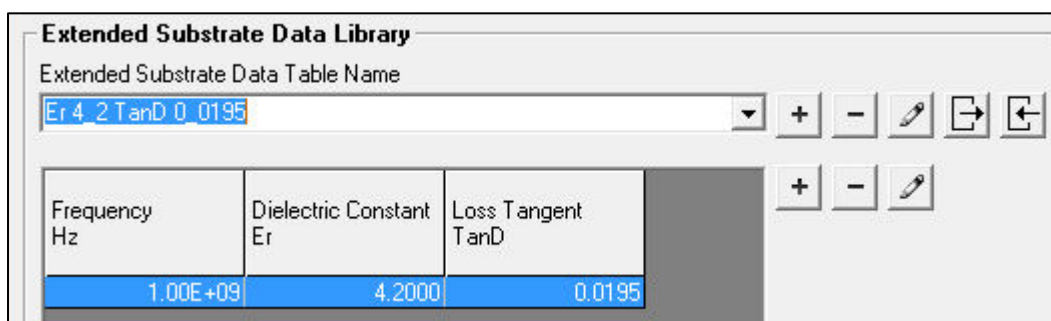 Extended Substrate Data Library
Extended Substrate Data Table Name
Er 4_2 TanD 0_0195
Frequency Dielectric Constant Loss Tangent
Hz Er TanD
1.00E+09 4.2000 0.0195